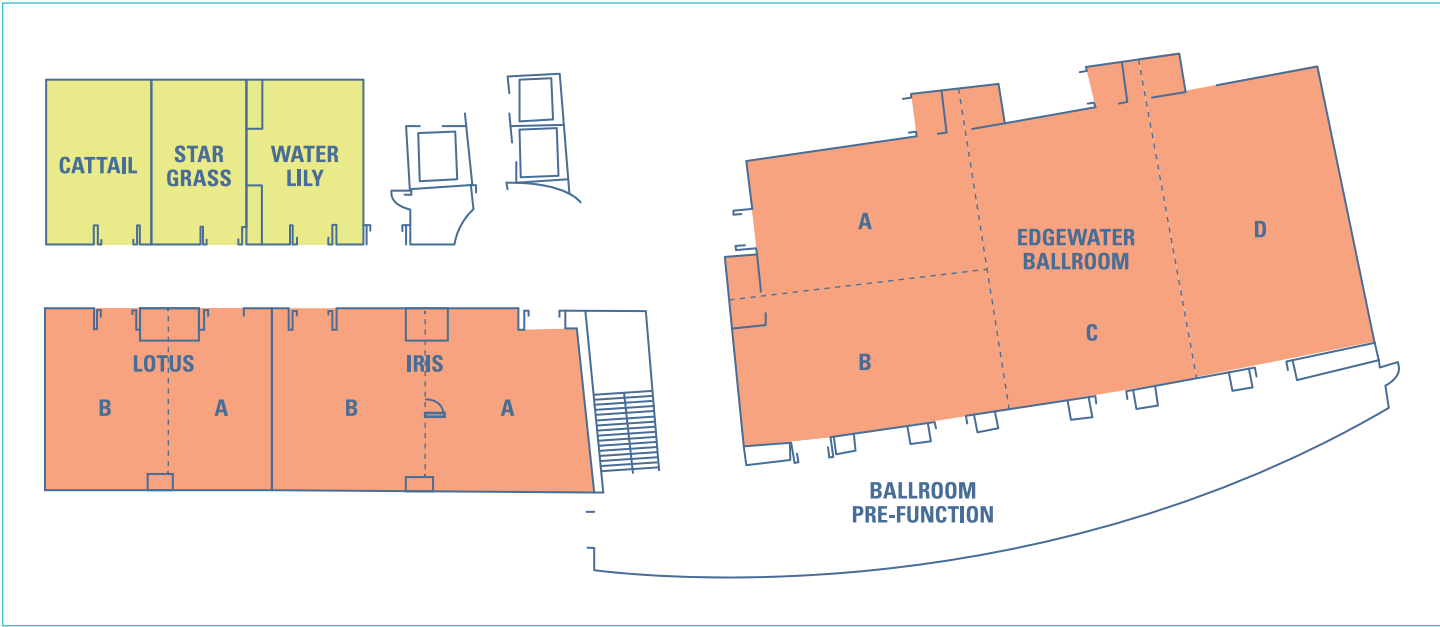 CATTAIL
STAR
GRASS
WATER
LILY
LOTUS
B
A
IRIS
B
A
A
B
EDGEWATER
BALLROOM
C
D
BALLROOM
PRE-FUNCTION